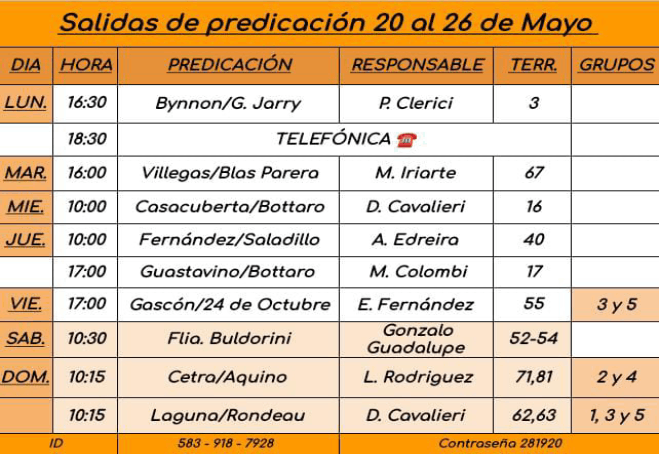 Salidas de predicación 20 al 26 de Mayo
DIA HORA PREDICACIÓN RESPONSABLE TERR. GRUPOS
LUN. 16:30 Bynnon/G. Jarry P. Clerici 3
18:30 TELEFÓNICA ☎️
MAR. 16:00 Villegas/Blas Parera M. Iriarte 67
MIE. 10:00 Casacuberta/Bottaro D. Cavalieri 16
JUE. 10:00 Fernández/Saladillo A. Edreira 40
17:00 Guastavino/Bottaro M. Colombi 17
VIE. 17:00 Gascón/24 de Octubre E. Fernández 55 3 y 5
SAB. 10:30 Flia. Buldorini Gonzalo Guadalupe 52-54
DOM. 10:15 Cetra/Aquino L. Rodriguez 71,81 2 y 4
10:15 Laguna/Rondeau D. Cavalieri 62,63 1, 3 y 5
ID 583 - 918 - 7928 Contraseña 281920